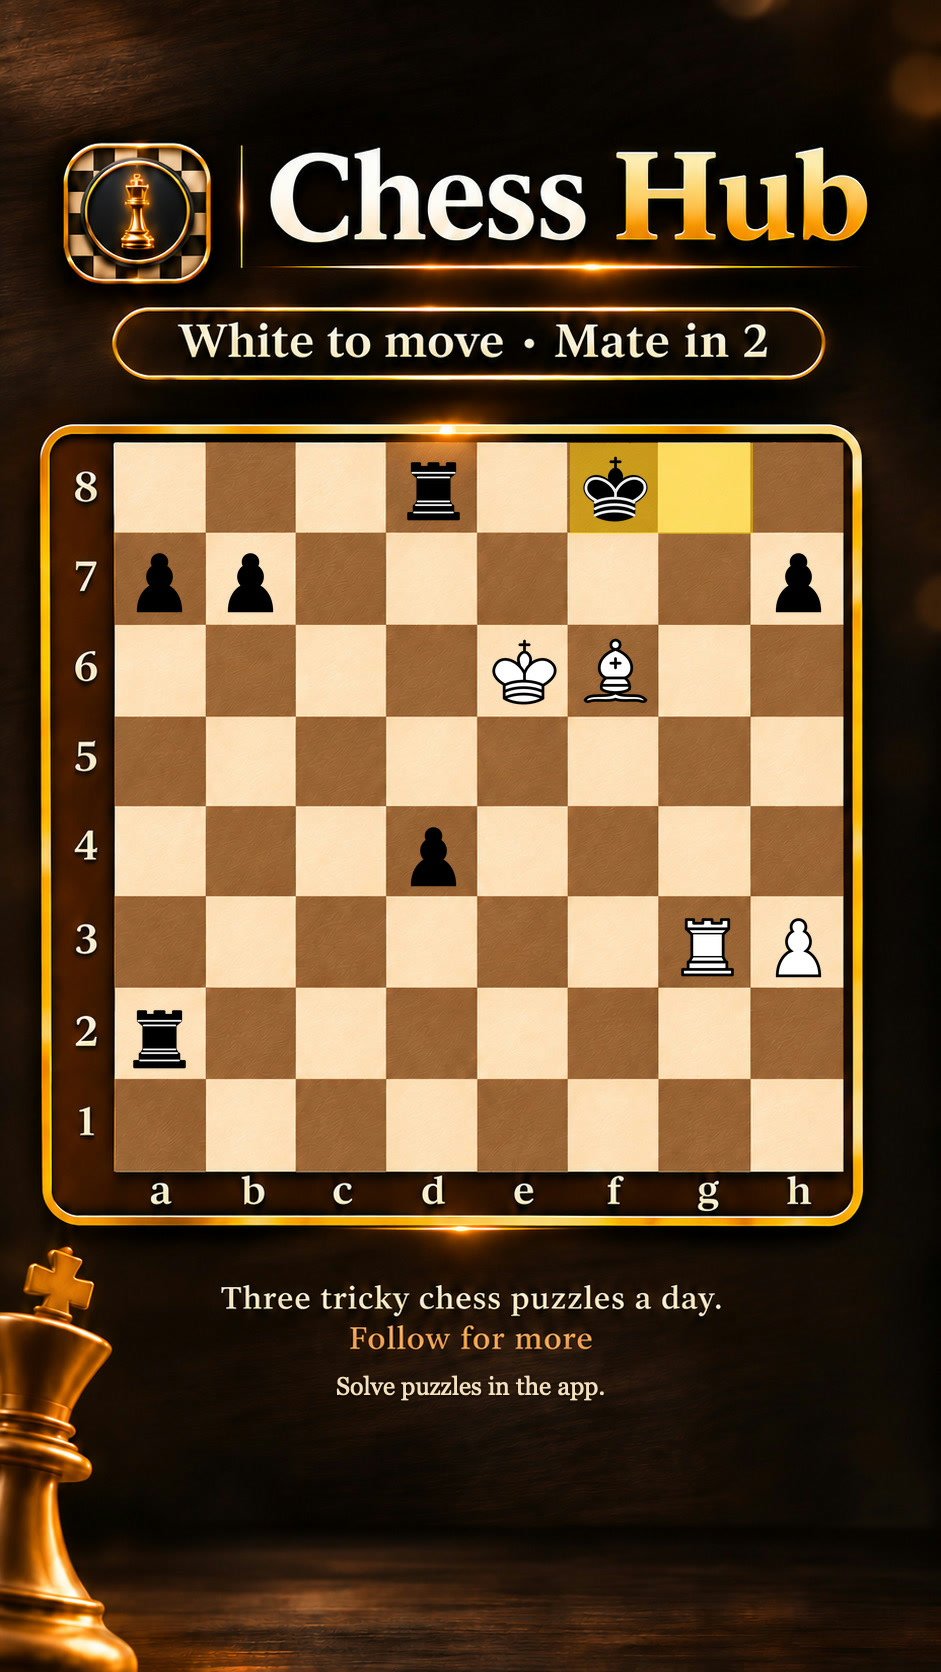 Chess Hub
White to move • Mate in 2
8
7
6
5
4
3
2
1
a b c d e f g h
Three tricky chess puzzles a day.
Follow for more
Solve puzzles in the app.